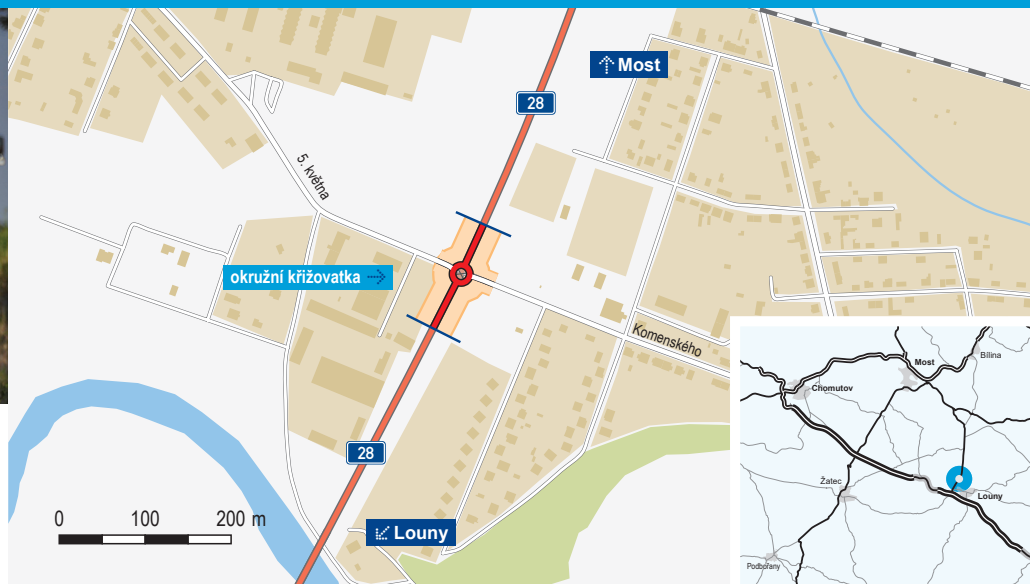 Most
28
5. května
okružní křižovatka
Komenského
28
0 100 200 m
Louny
Most
Bílina
Chomutov
Žatec
Louny
Podbořany